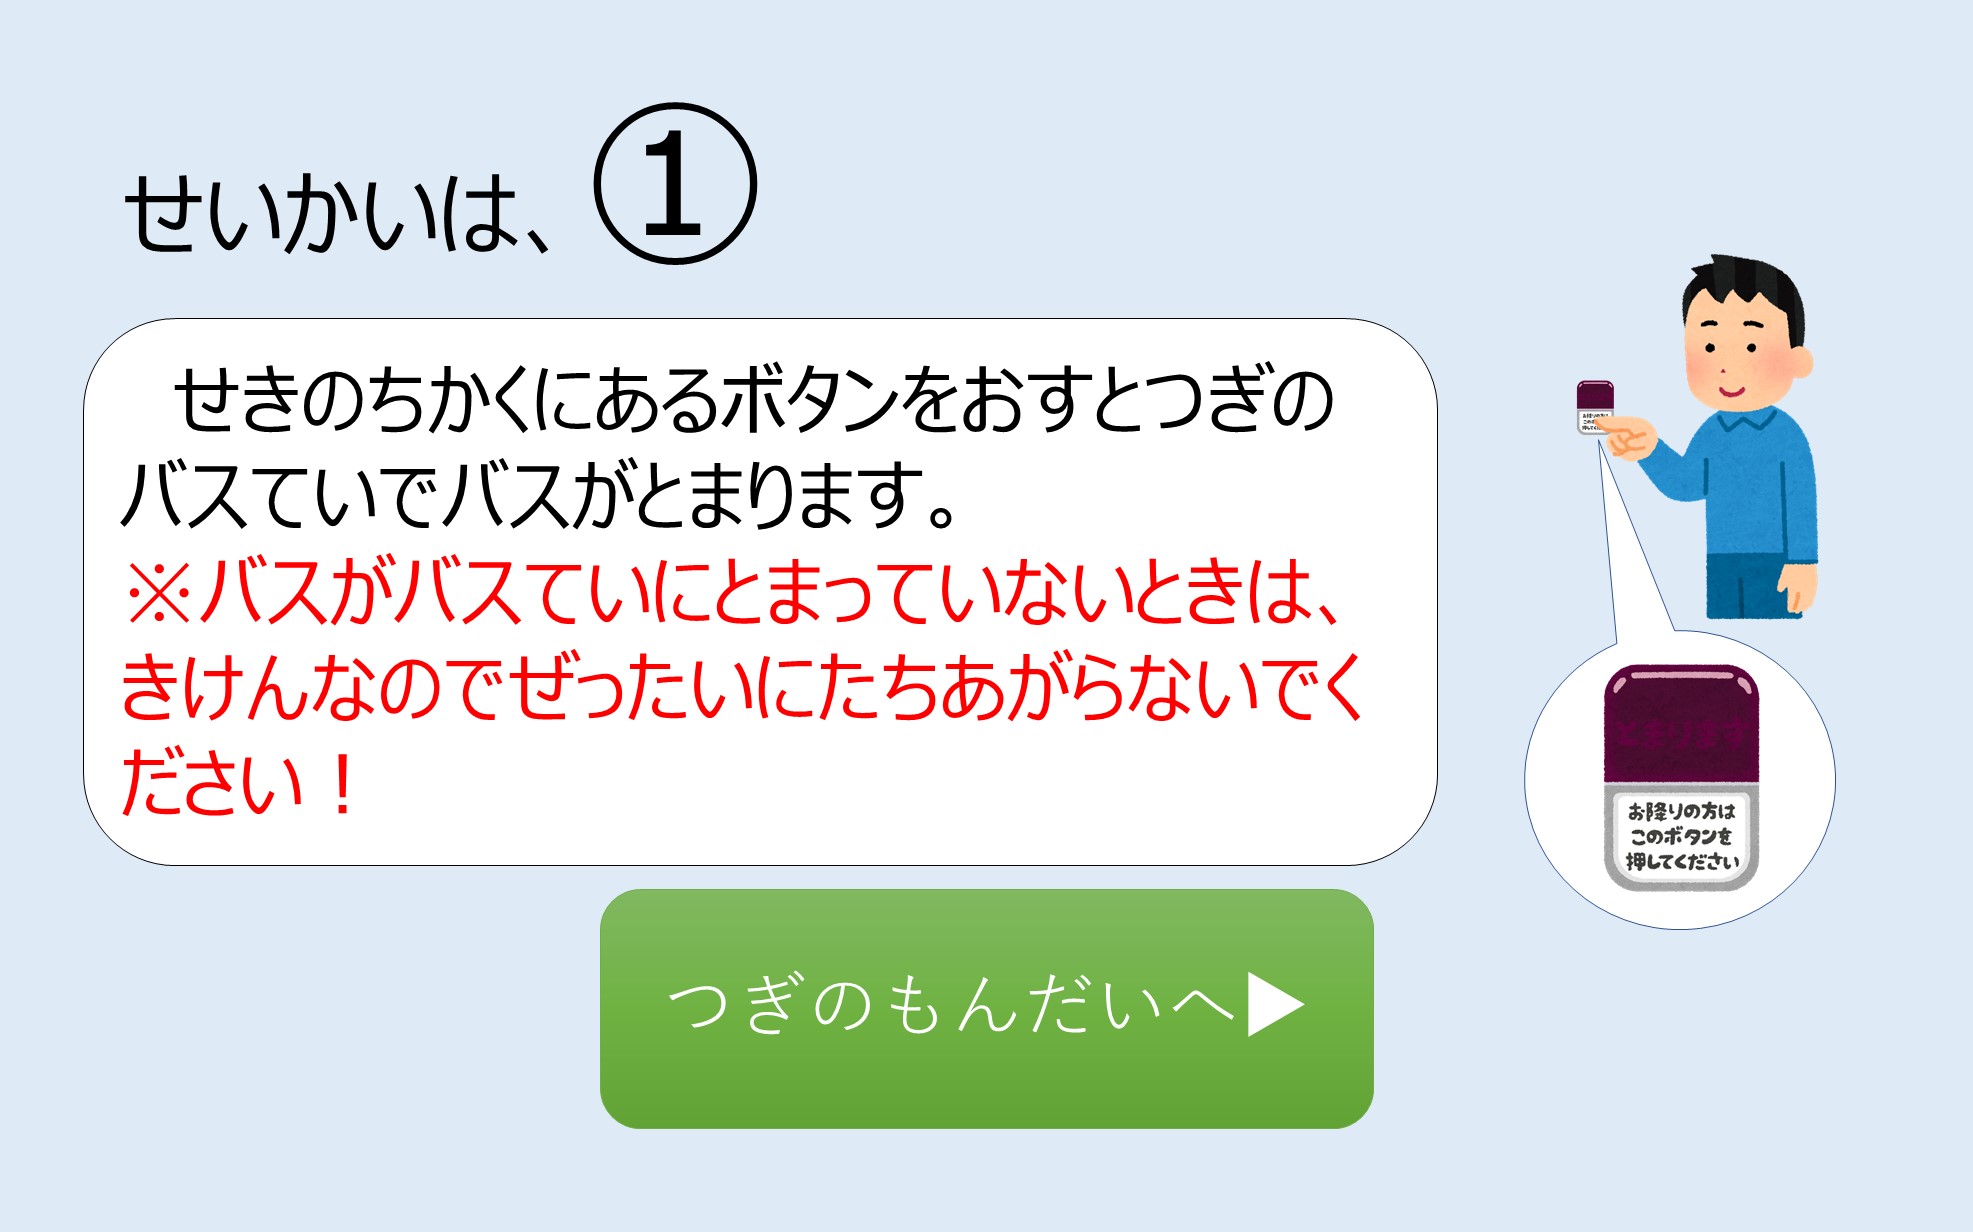 せいかいは、①
せきのちかくにあるボタンをおすとつぎの
バスていでバスがとまります。
※バスがバスていにとまっていないときは、
きけんなのでぜったいにたちあがらないでく
ださい！
とまります
お降りの方は
このボタンを
押してください
つぎのもんだいへ▶